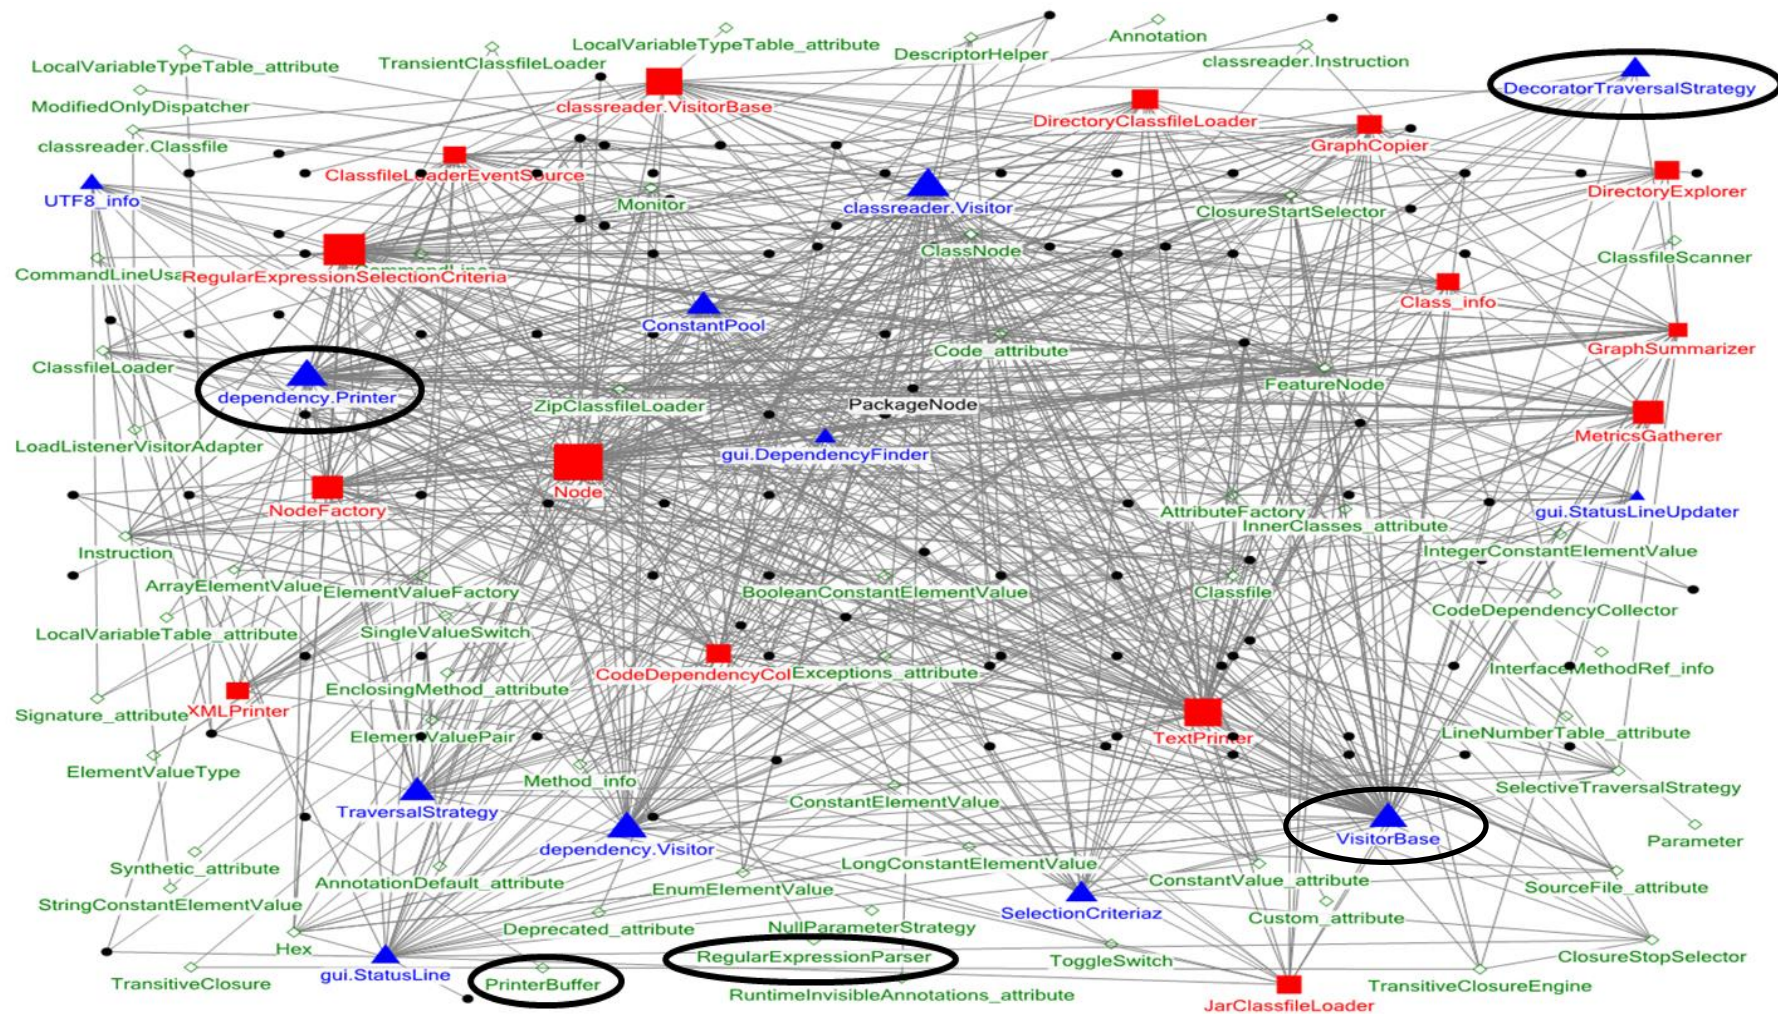 LocalVariableTypeTable_attribute
Annotation
DescriptorHelper
LocalVariableTypeTable_attribute
TransientClassfileLoader
classreader.Instruction
DecoratorTraversalStrategy
ModifiedOnlyDispatcher
classreader.VisitorBase
DirectoryClassfileLoader
classreader.Classfile
GraphCopier
ClassfileLoaderEventSource
DirectoryExplorer
UTF8_info
Monitor
classreader.Visitor
ClosureStartSelector
ClassNode
ClassfileScanner
CommandLineUsa
RegularExpressionSelectionCriteria
Class_info
ConstantPool
Code_attribute
GraphSummarizer
ClassfileLoader
FeatureNode
dependency.Printer
ZipClassfileLoader
PackageNode
LoadListenerVisitorAdapter
MetricsGatherer
gui.DependencyFinder
Node
NodeFactory
AttributeFactory
gui.StatusLineUpdater
InnerClasses_attribute
Instruction
IntegerConstantElementValue
ArrayElementValue
ElementValueFactory
BooleanConstantElementValue
Classfile
CodeDependencyCollector
LocalVariableTable_attribute
SingleValueSwitch
CodeDependencyCol
Exceptions_attribute
InterfaceMethodRef_info
EnclosingMethod_attribute
Signature_attribute
XMLPrinter
ElementValuePair
TextPrinter
LineNumberTable_attribute
ElementValueType
Method_info
SelectiveTraversalStrategy
ConstantElementValue
TraversalStrategy
VisitorBase
Parameter
dependency.Visitor
LongConstantElementValue
Synthetic_attribute
AnnotationDefault_attribute
EnumElementValue
ConstantValue_attribute
SourceFile_attribute
StringConstantElementValue
SelectionCriteriaz
Custom_attribute
Deprecated_attribute
NullParameterStrategy
Hex
RegularExpressionParser
ToggleSwitch
ClosureStopSelector
gui.StatusLine
TransitiveClosure
PrinterBuffer
RuntimeInvisibleAnnotations_attribute
TransitiveClosureEngine
JarClassfileLoader